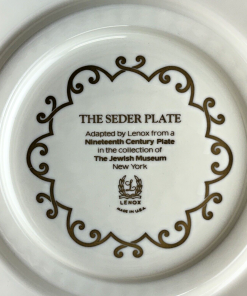 THE SEDER PLATE
Adapted by Lenox from a
Nineteenth Century Plate
in the collection of
The Jewish Museum
New York
L
LENOX
MADE IN U.S.A.